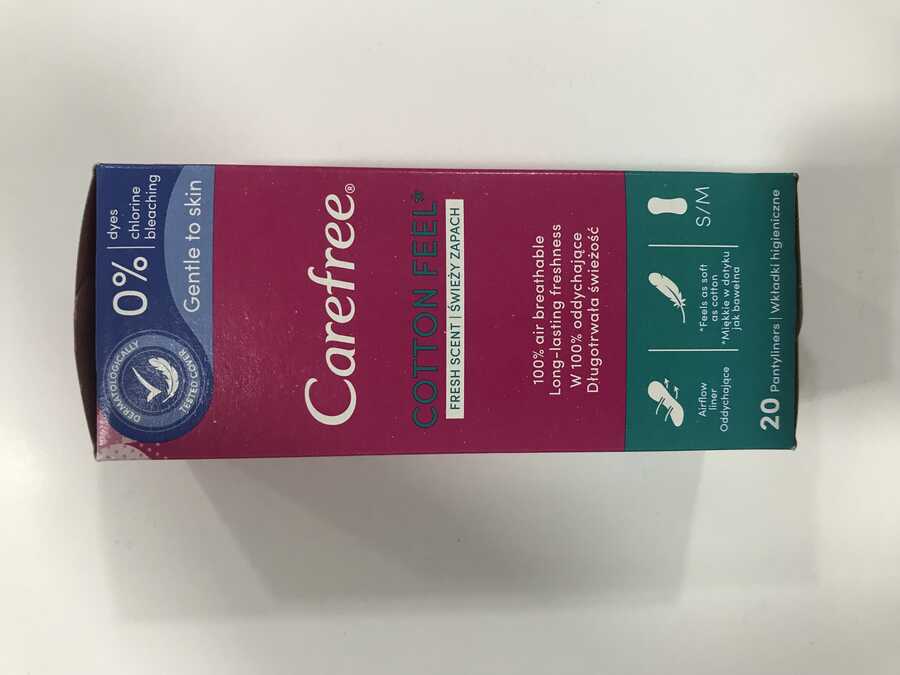 DERMATOLOGICALLY
TESTED COVER
0%
dyes
chlorine
bleaching
Gentle to skin
Carefree®
COTTON FEEL*
FRESH SCENT | ŚWIEŻY ZAPACH
100% air breathable
Long-lasting freshness
W 100% oddychające
Długotrwała świeżość
Airflow
liner
Oddychające
*Feels as soft
as cotton
*Miękkie w dotyku
jak bawełna
S/M
20 Pantyliners | Wkładki higieniczne